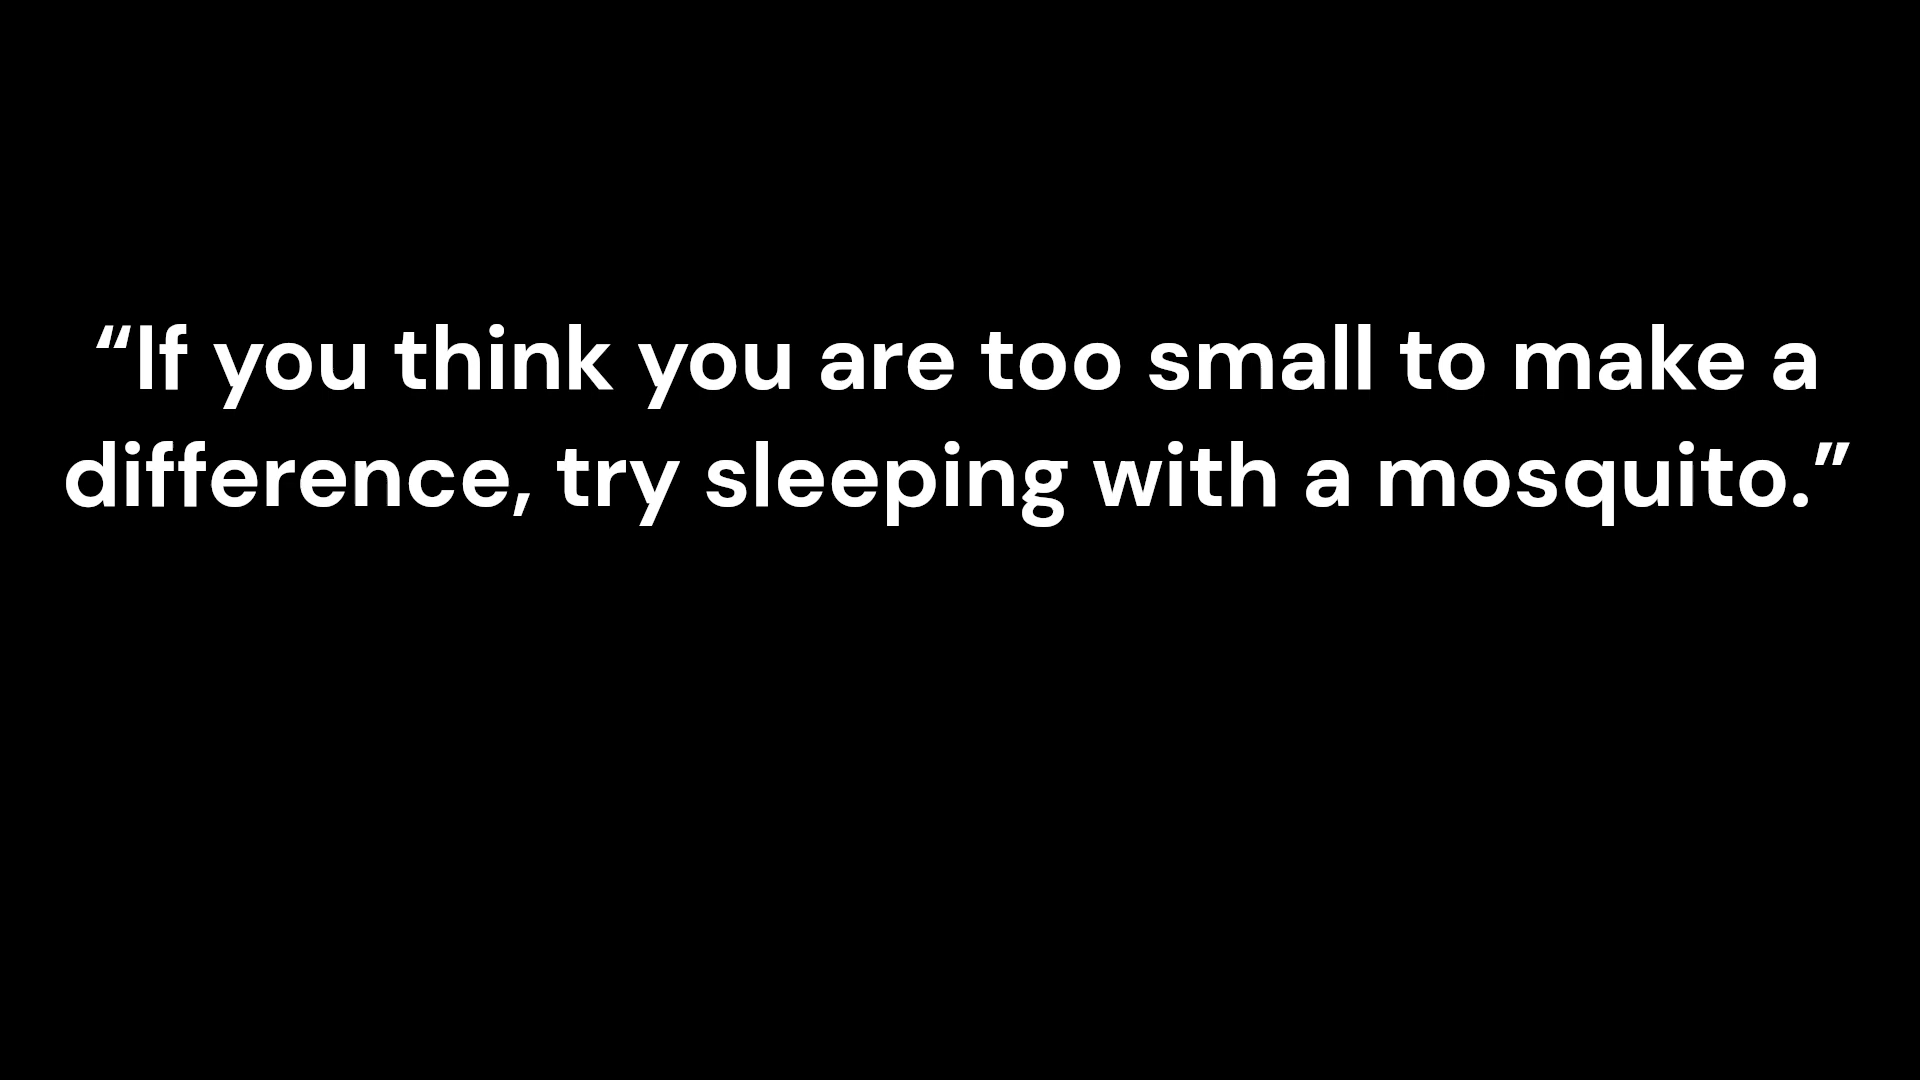 “If you think you are too small to make a
difference, try sleeping with a mosquito.”